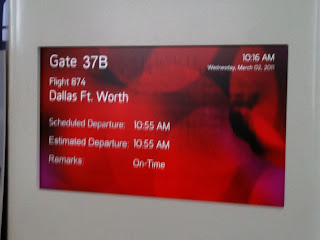 Gate 37B
10:16 AM
Wednesday, March 02, 2011
Flight 874
Dallas Ft. Worth
Scheduled Departure: 10:55 AM
Estimated Departure: 10:55 AM
Remarks: On-Time